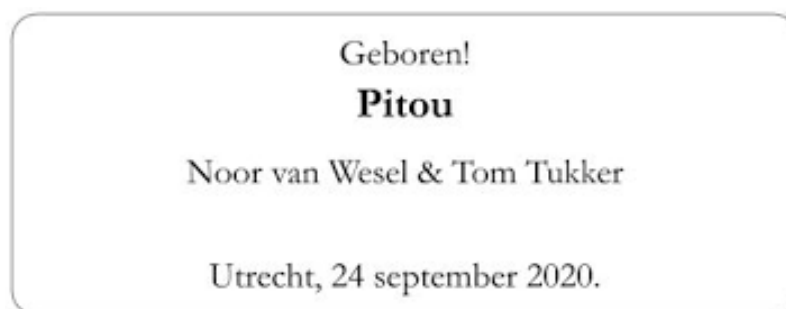 Geboren!
Pitou
Noor van Wesel & Tom Tukker
Utrecht, 24 september 2020.